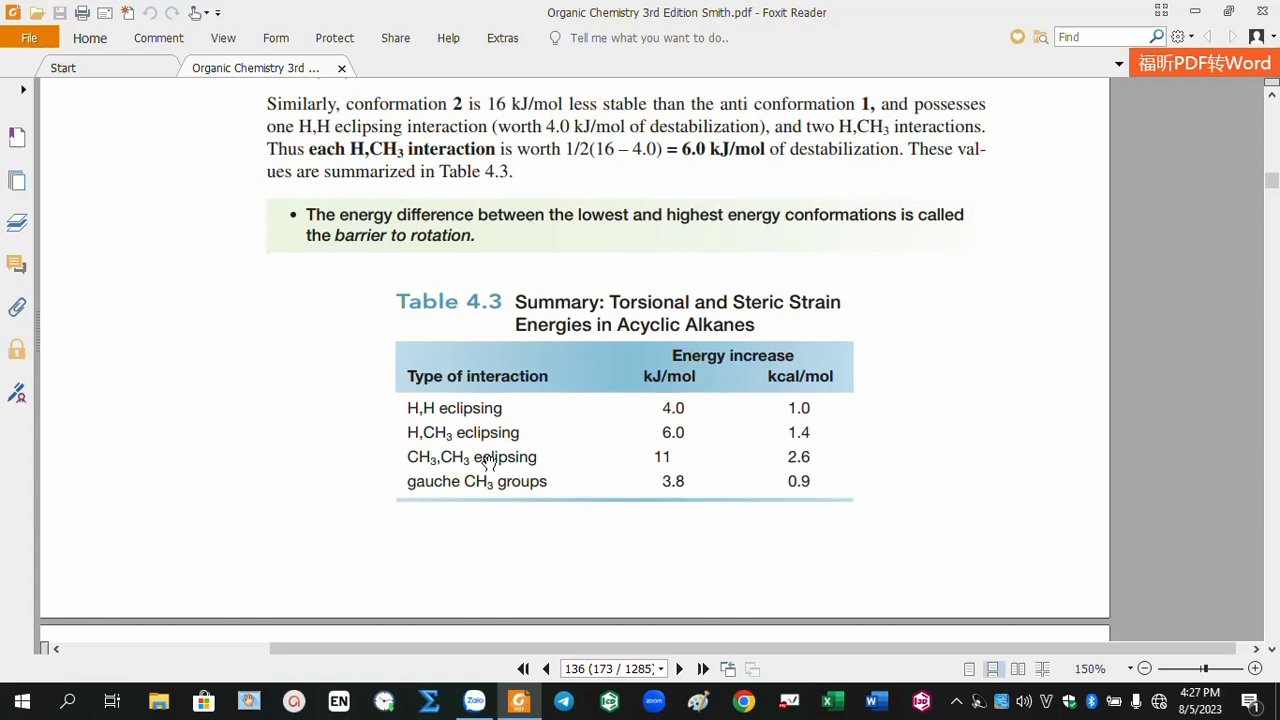 Organic Chemistry 3rd Edition Smith.pdf - Foxit Reader
File Home Comment View Form Protect Share Help Extras Tell me what you want to do.. Find
Start Organic Chemistry 3rd ... 福昕PDF转Word
Similarly, conformation 2 is 16 kJ/mol less stable than the anti conformation 1, and possesses
one H,H eclipsing interaction (worth 4.0 kJ/mol of destabilization), and two H,CH₃ interactions.
Thus each H,CH₃ interaction is worth 1/2(16 – 4.0) = 6.0 kJ/mol of destabilization. These val-
ues are summarized in Table 4.3.
• The energy difference between the lowest and highest energy conformations is called
the barrier to rotation.
Table 4.3 Summary: Torsional and Steric Strain
Energies in Acyclic Alkanes
Energy increase
Type of interaction kJ/mol kcal/mol
H,H eclipsing 4.0 1.0
H,CH₃ eclipsing 6.0 1.4
CH₃,CH₃ eclipsing 11 2.6
gauche CH₃ groups 3.8 0.9
136 (173 / 1285) 150%
EN Zalo zoom 4:27 PM
8/5/2023